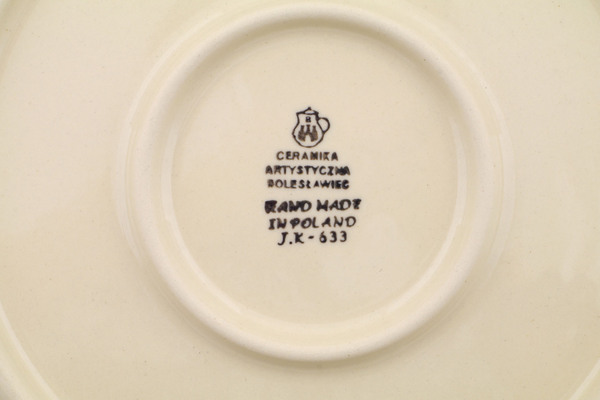 B
CERAMIKA
ARTYSTYCZNA
BOLESŁAWIEC
HAND MADE
IN POLAND
J.K - 633